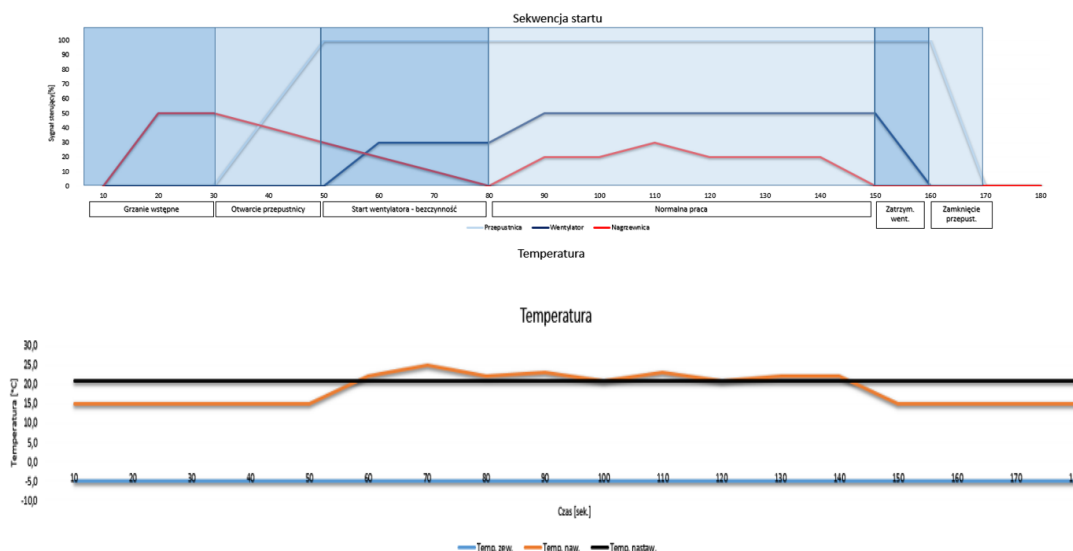 Sekwencja startu
100
90
80
70
60
50
40
30
20
10
0
Sygnał sterujący[%]
10 20 30 40 50 60 70 80 90 100 110 120 130 140 150 160 170 180
Grzanie wstępne Otwarcie przepustnicy Start wentylatora - bezczynność Normalna praca Zatrzym. went. Zamknięcie przepust.
Przepustnica Wentylator Nagrzewnica
Temperatura
Temperatura
30,0
25,0
20,0
15,0
10,0
5,0
0,0
-5,0
-10,0
Temperatura [°C]
10 20 30 40 50 60 70 80 90 100 110 120 130 140 150 160 170
Czas [sek.]
Temp. zew. Temp. naw. Temp. nastaw.